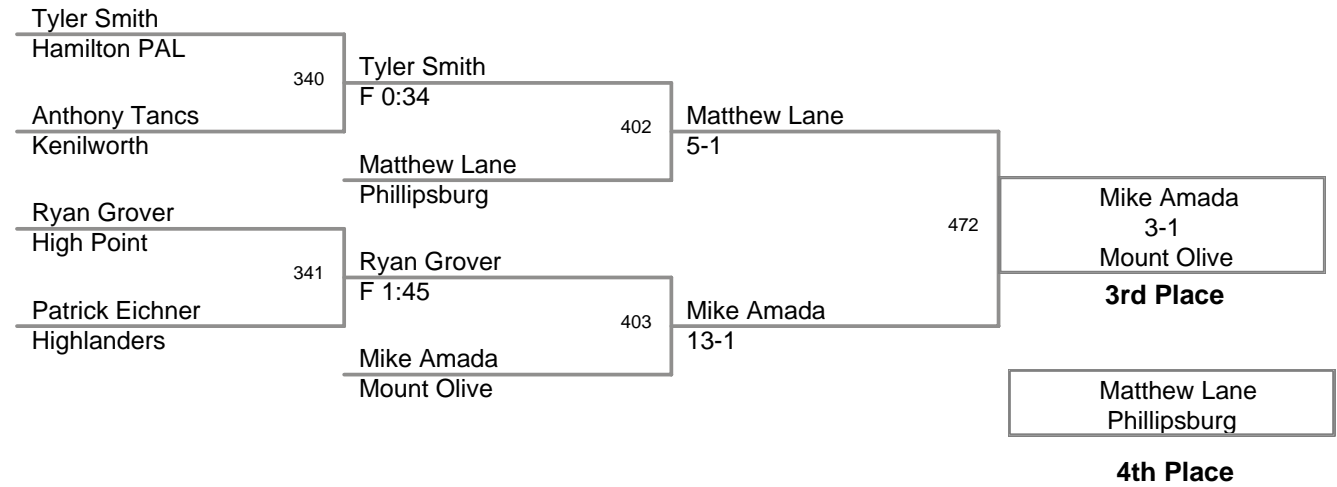 Tyler Smith
Hamilton PAL
340
Tyler Smith
F 0:34
Anthony Tancs
Kenilworth
402
Matthew Lane
5-1
Matthew Lane
Phillipsburg
Ryan Grover
High Point
341
Ryan Grover
F 1:45
Patrick Eichner
Highlanders
403
Mike Amada
13-1
Mike Amada
Mount Olive
472
Mike Amada
3-1
Mount Olive
3rd Place
Matthew Lane
Phillipsburg
4th Place